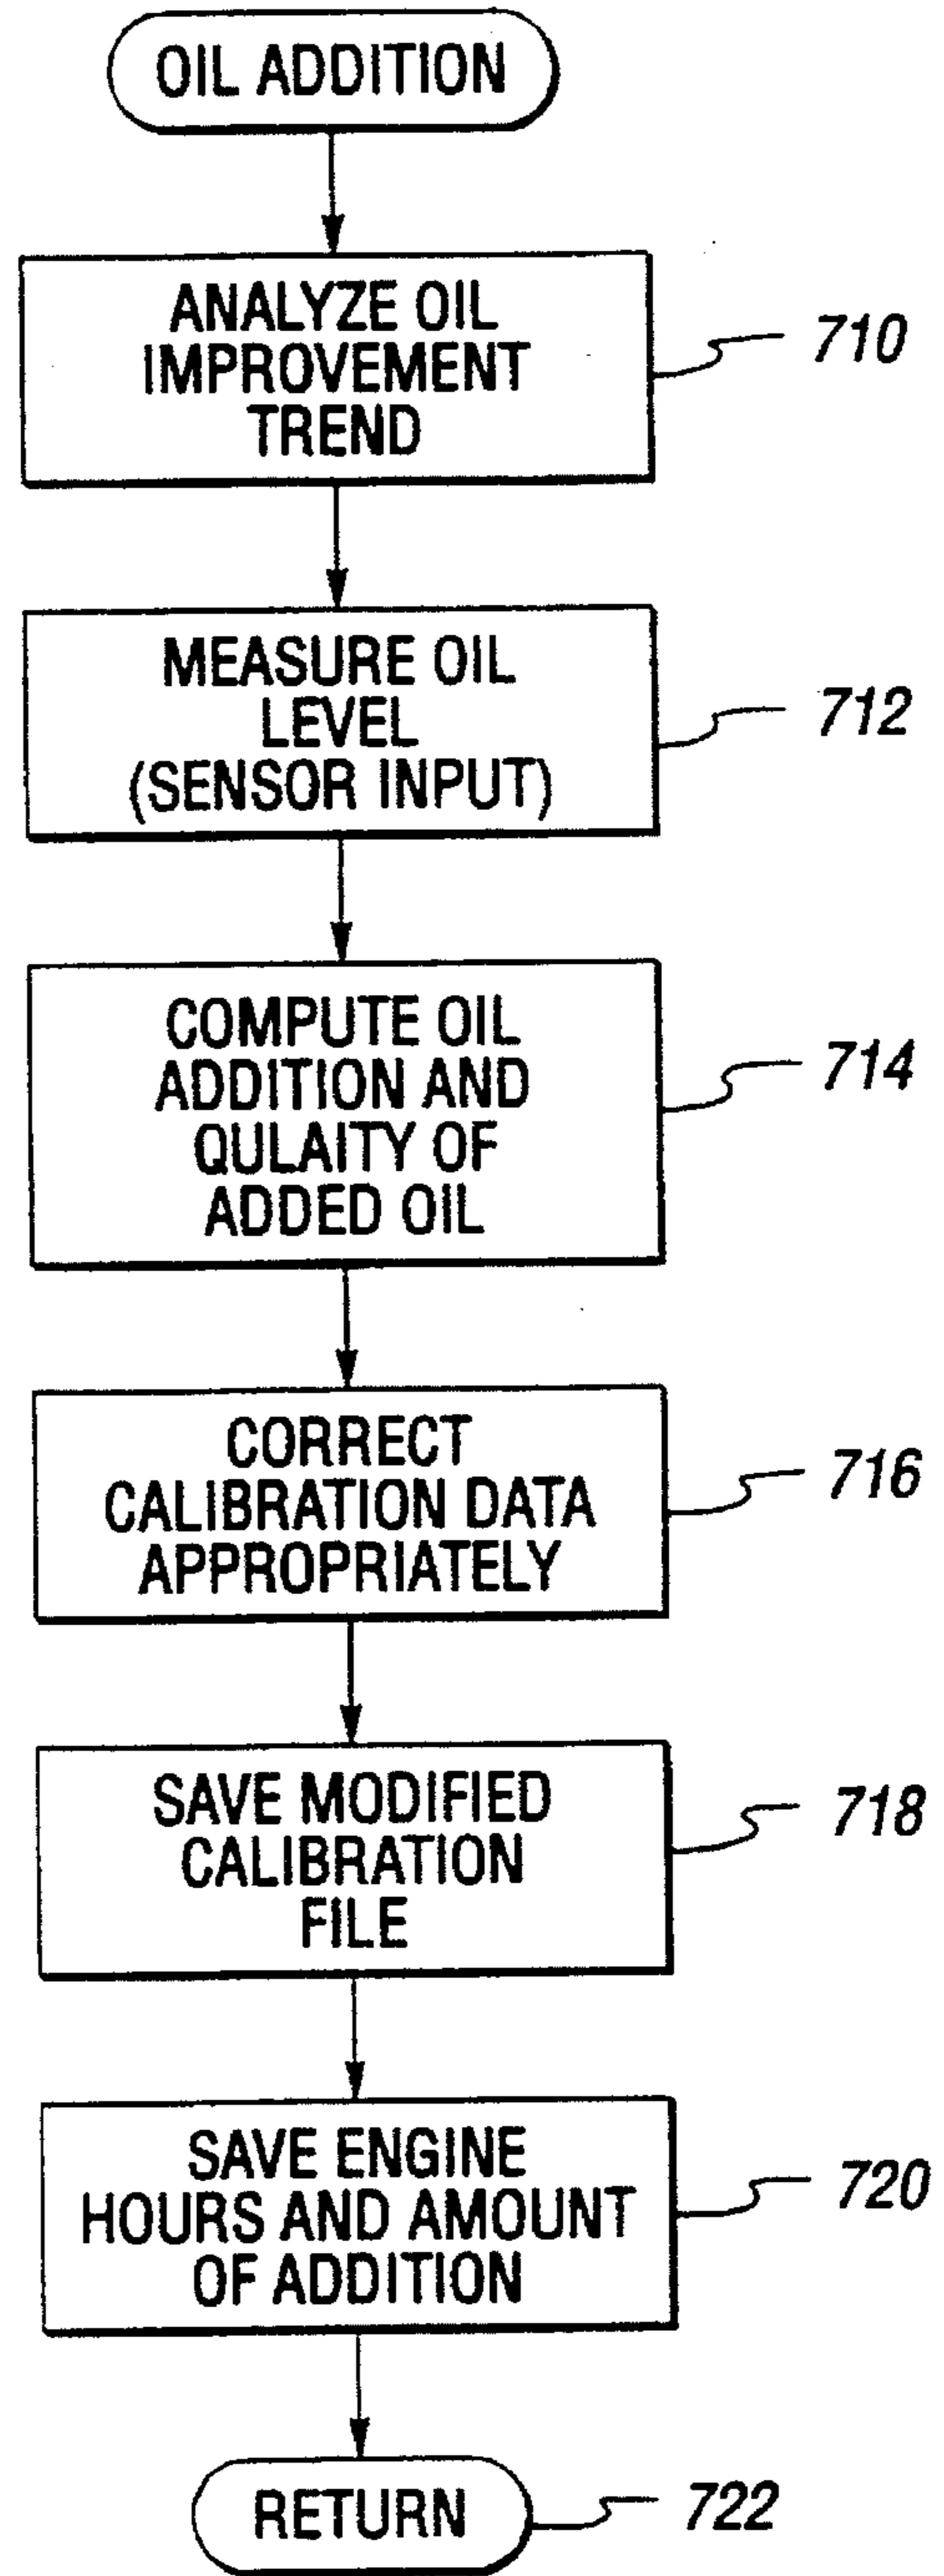 OIL ADDITION
ANALYZE OIL
IMPROVEMENT
TREND
710
MEASURE OIL
LEVEL
(SENSOR INPUT)
712
COMPUTE OIL
ADDITION AND
QULAITY OF
ADDED OIL
714
CORRECT
CALIBRATION DATA
APPROPRIATELY
716
SAVE MODIFIED
CALIBRATION
FILE
718
SAVE ENGINE
HOURS AND AMOUNT
OF ADDITION
720
RETURN
722